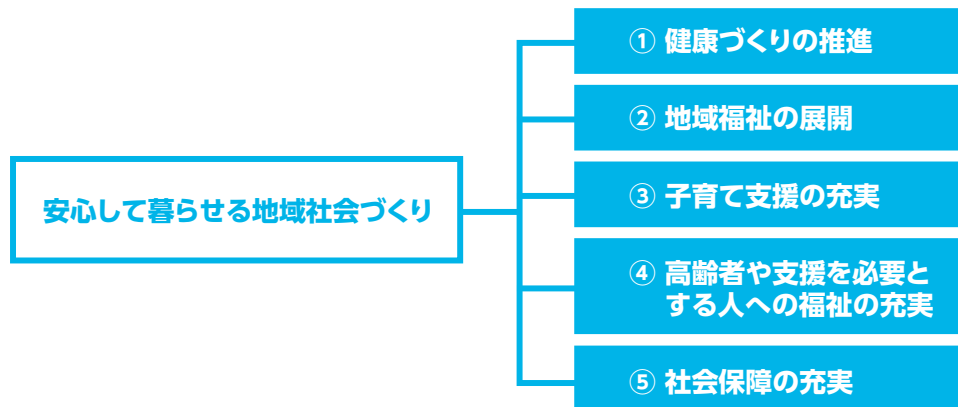 安心して暮らせる地域社会づくり
① 健康づくりの推進
② 地域福祉の展開
③ 子育て支援の充実
④ 高齢者や支援を必要と
する人への福祉の充実
⑤ 社会保障の充実